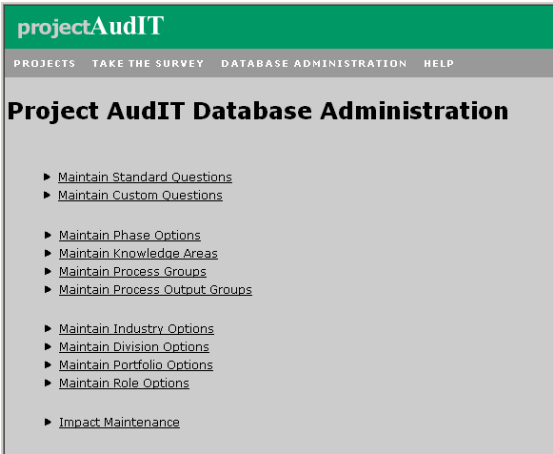 projectAudIT
PROJECTS TAKE THE SURVEY DATABASE ADMINISTRATION HELP
Project AudIT Database Administration
Maintain Standard Questions
Maintain Custom Questions
Maintain Phase Options
Maintain Knowledge Areas
Maintain Process Groups
Maintain Process Output Groups
Maintain Industry Options
Maintain Division Options
Maintain Portfolio Options
Maintain Role Options
Impact Maintenance